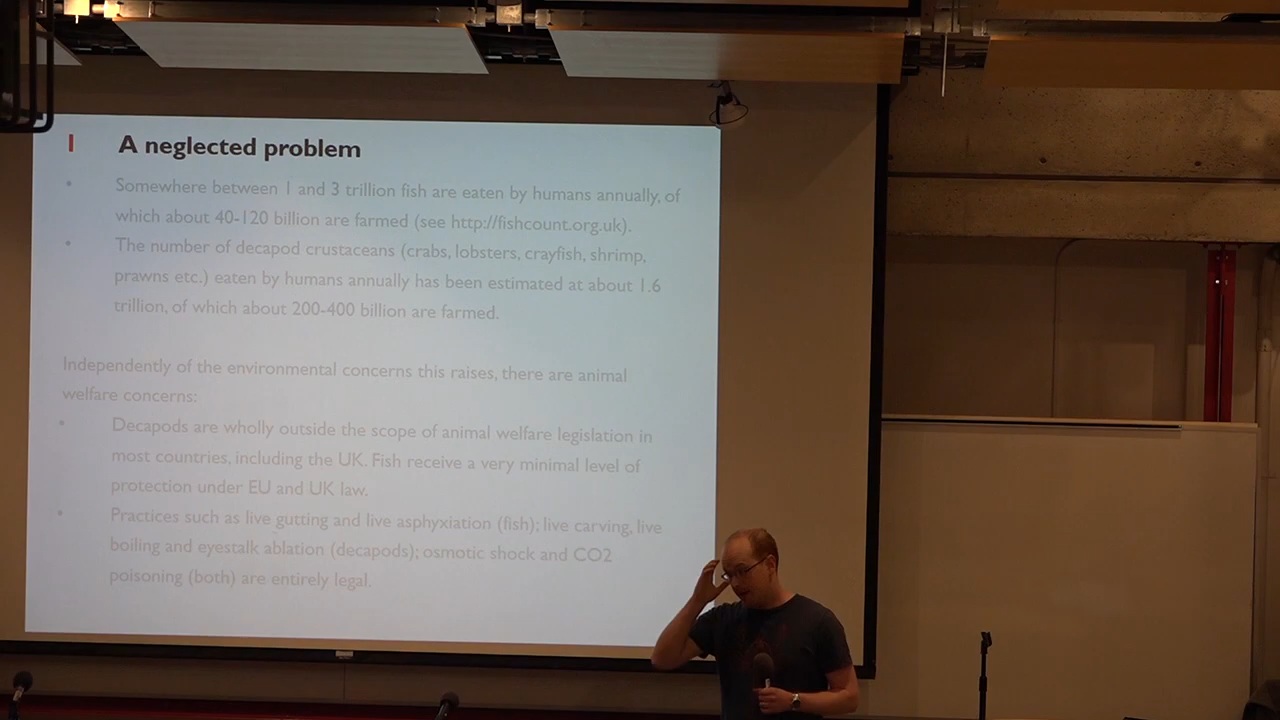 1 A neglected problem
• Somewhere between 1 and 3 trillion fish are eaten by humans annually, of
which about 40-120 billion are farmed (see http://fishcount.org.uk).
• The number of decapod crustaceans (crabs, lobsters, crayfish, shrimp,
prawns etc.) eaten by humans annually has been estimated at about 1.6
trillion, of which about 200-400 billion are farmed.
Independently of the environmental concerns this raises, there are animal
welfare concerns:
• Decapods are wholly outside the scope of animal welfare legislation in
most countries, including the UK. Fish receive a very minimal level of
protection under EU and UK law.
• Practices such as live gutting and live asphyxiation (fish); live carving, live
boiling and eyestalk ablation (decapods); osmotic shock and CO2
poisoning (both) are entirely legal.